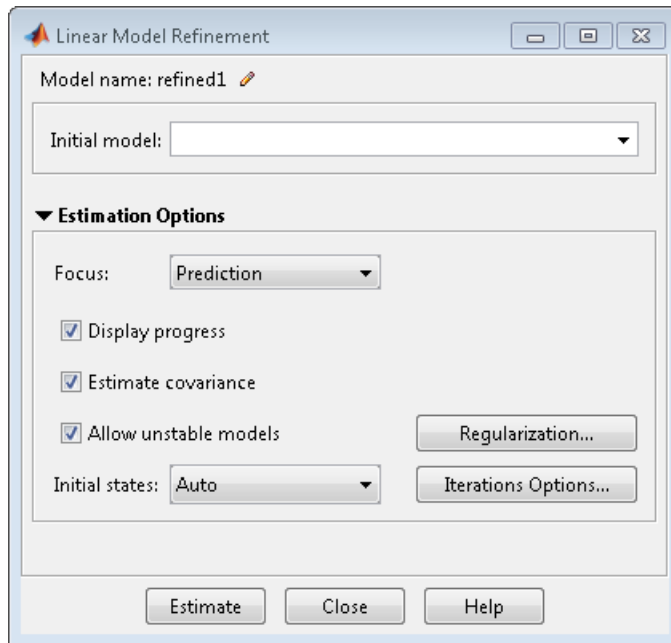 Linear Model Refinement
Model name: refined1
Initial model:
Estimation Options
Focus: Prediction
Display progress
Estimate covariance
Allow unstable models Regularization...
Initial states: Auto Iterations Options...
Estimate Close Help